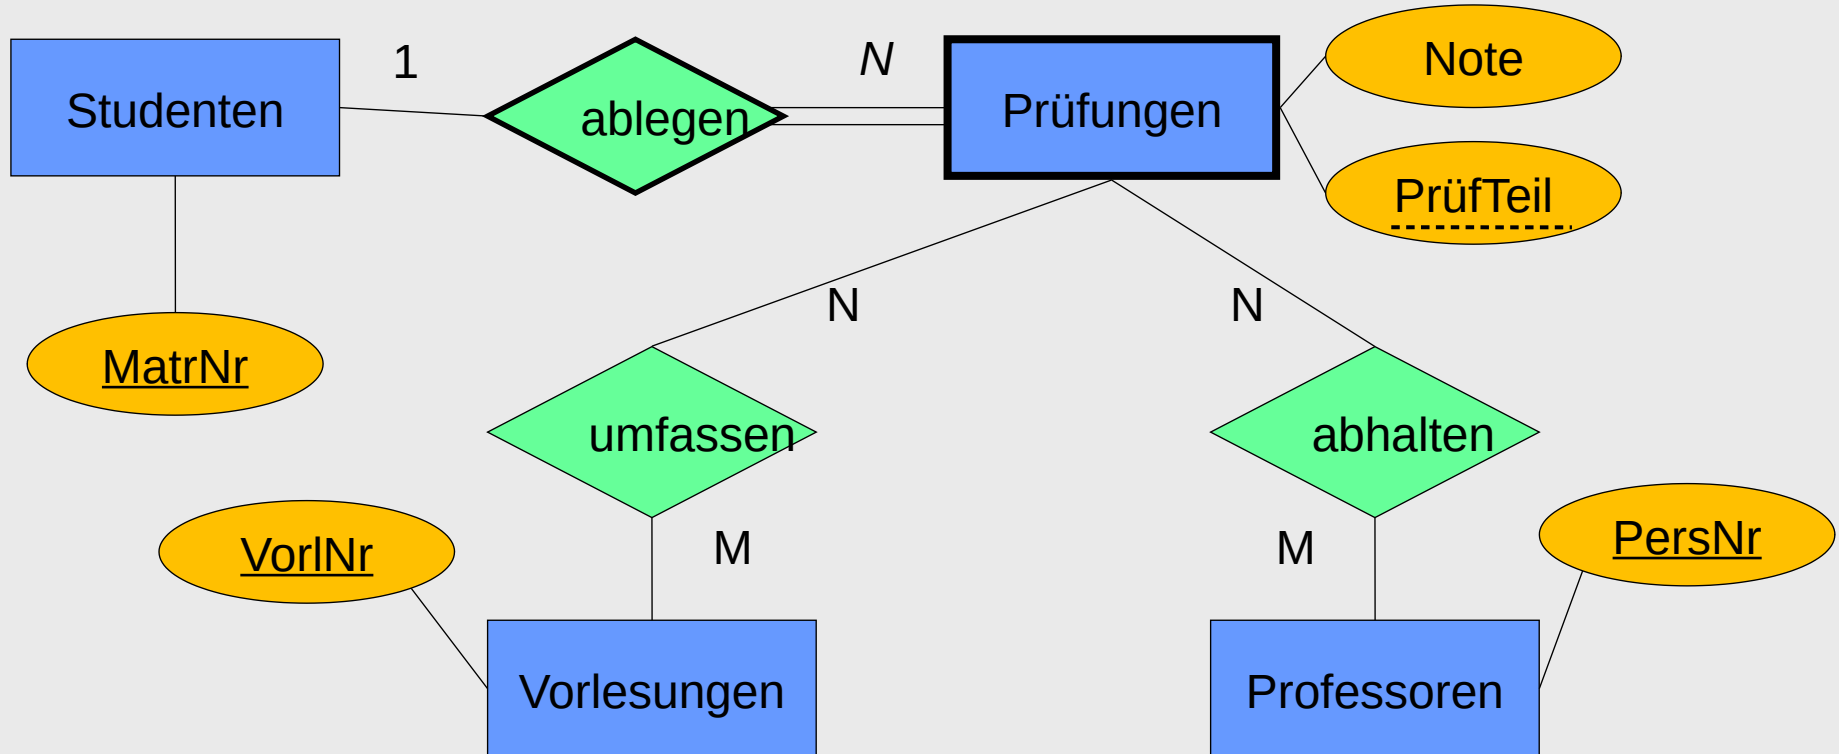 Studenten
1
ablegen
N
Prüfungen
Note
PrüfTeil
MatrNr
N
N
umfassen
abhalten
VorlNr
M
M
PersNr
Vorlesungen
Professoren